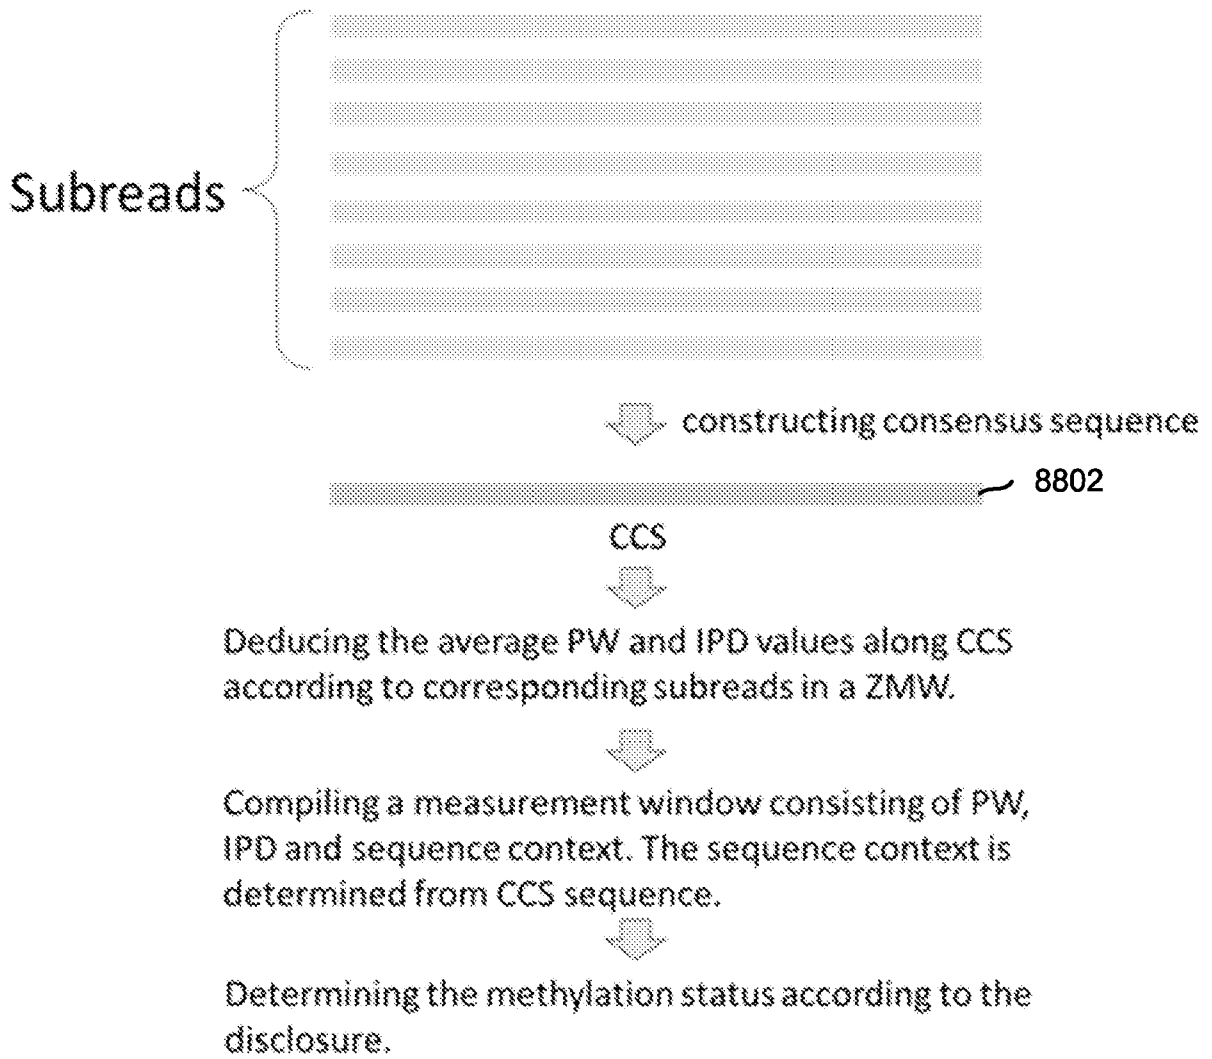 Subreads
constructing consensus sequence
8802
CCS
Deducing the average PW and IPD values along CCS
according to corresponding subreads in a ZMW.
Compiling a measurement window consisting of PW,
IPD and sequence context. The sequence context is
determined from CCS sequence.
Determining the methylation status according to the
disclosure.